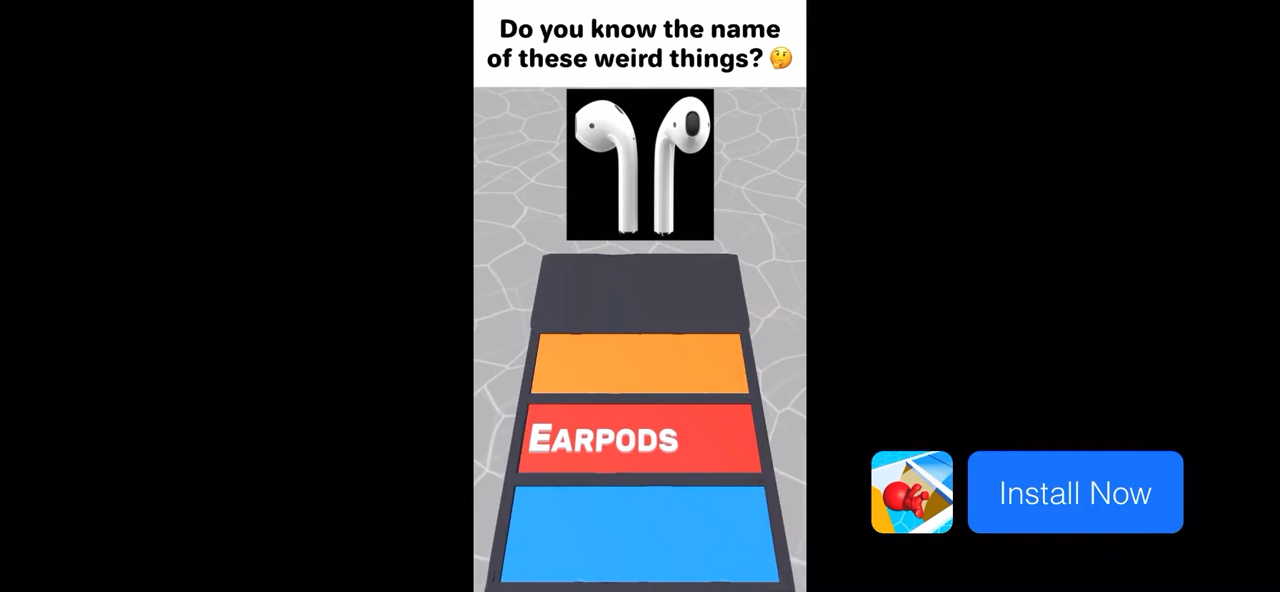 Do you know the name
of these weird things? 🤔
EARPODS
Install Now